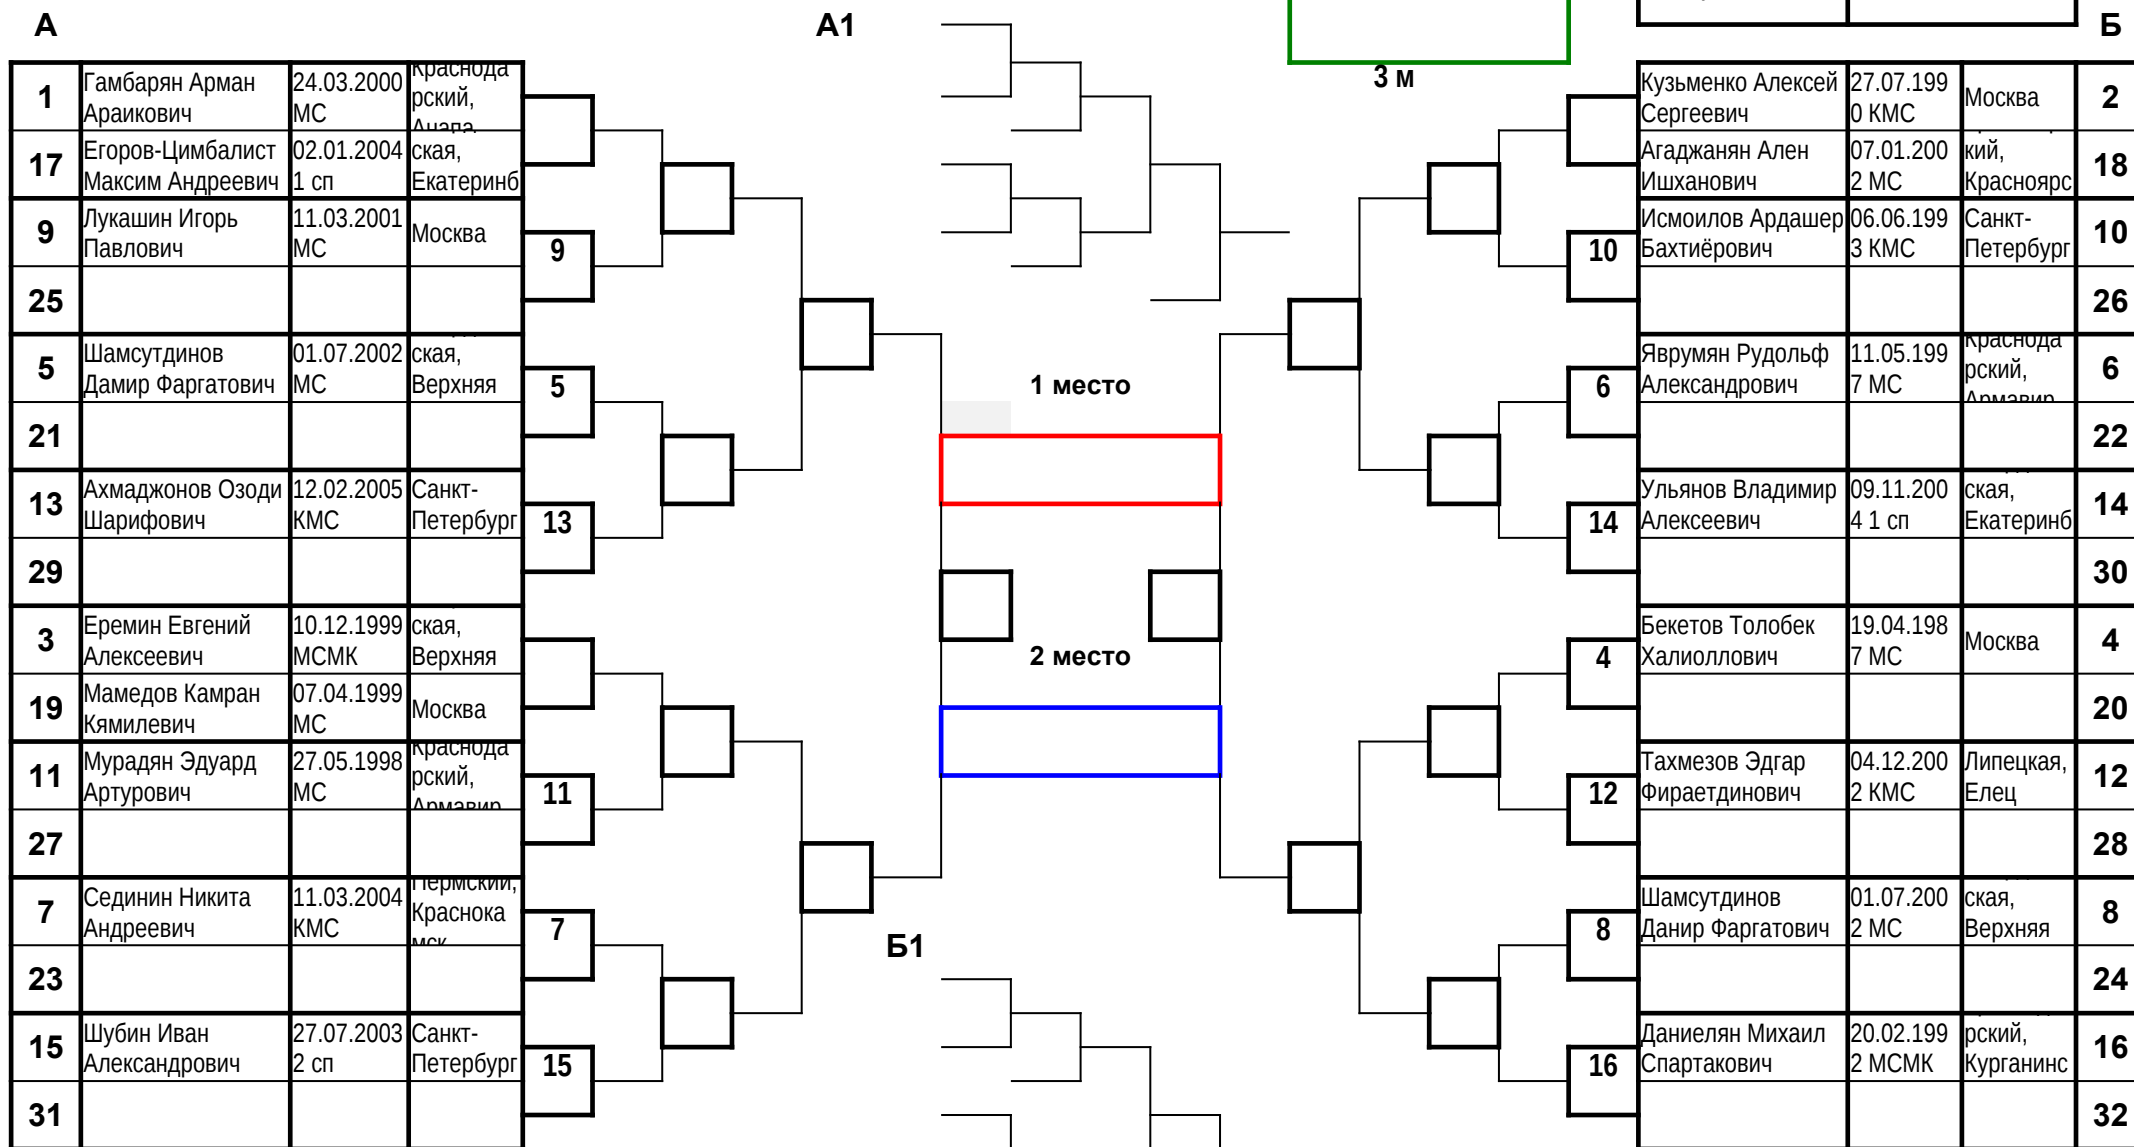 А
А1
Б
3 м
1
Гамбарян Арман
Араикович
24.03.2000
МС
Краснода
рский,
Анапа
17
Егоров-Цимбалист
Максим Андреевич
02.01.2004
1 сп
ская,
Екатеринб
9
Лукашин Игорь
Павлович
11.03.2001
МС
Москва
9
25
5
Шамсутдинов
Дамир Фаргатович
01.07.2002
МС
ская,
Верхняя
5
21
13
Ахмаджонов Озоди
Шарифович
12.02.2005
КМС
Санкт-
Петербург
13
29
3
Еремин Евгений
Алексеевич
10.12.1999
МСМК
ская,
Верхняя
19
Мамедов Камран
Кямилевич
07.04.1999
МС
Москва
11
Мурадян Эдуард
Артурович
27.05.1998
МС
Краснода
рский,
Армавир
11
27
7
Сединин Никита
Андреевич
11.03.2004
КМС
Пермский,
Краснока
мск
7
23
15
Шубин Иван
Александрович
27.07.2003
2 сп
Санкт-
Петербург
15
31
1 место
2 место
Б1
Кузьменко Алексей
Сергеевич
27.07.199
0 КМС
Москва
2
Агаджанян Ален
Ишханович
07.01.200
2 МС
кий,
Красноярс
18
10
Исмоилов Ардашер
Бахтиёрович
06.06.199
3 КМС
Санкт-
Петербург
10
26
6
Яврумян Рудольф
Александрович
11.05.199
7 МС
Краснода
рский,
Армавир
6
22
14
Ульянов Владимир
Алексеевич
09.11.200
4 1 сп
ская,
Екатеринб
14
30
4
Бекетов Толобек
Халиоллович
19.04.198
7 МС
Москва
4
20
12
Тахмезов Эдгар
Фираетдинович
04.12.200
2 КМС
Липецкая,
Елец
12
28
8
Шамсутдинов
Данир Фаргатович
01.07.200
2 МС
ская,
Верхняя
8
24
16
Даниелян Михаил
Спартакович
20.02.199
2 МСМК
рский,
Курганинс
16
32